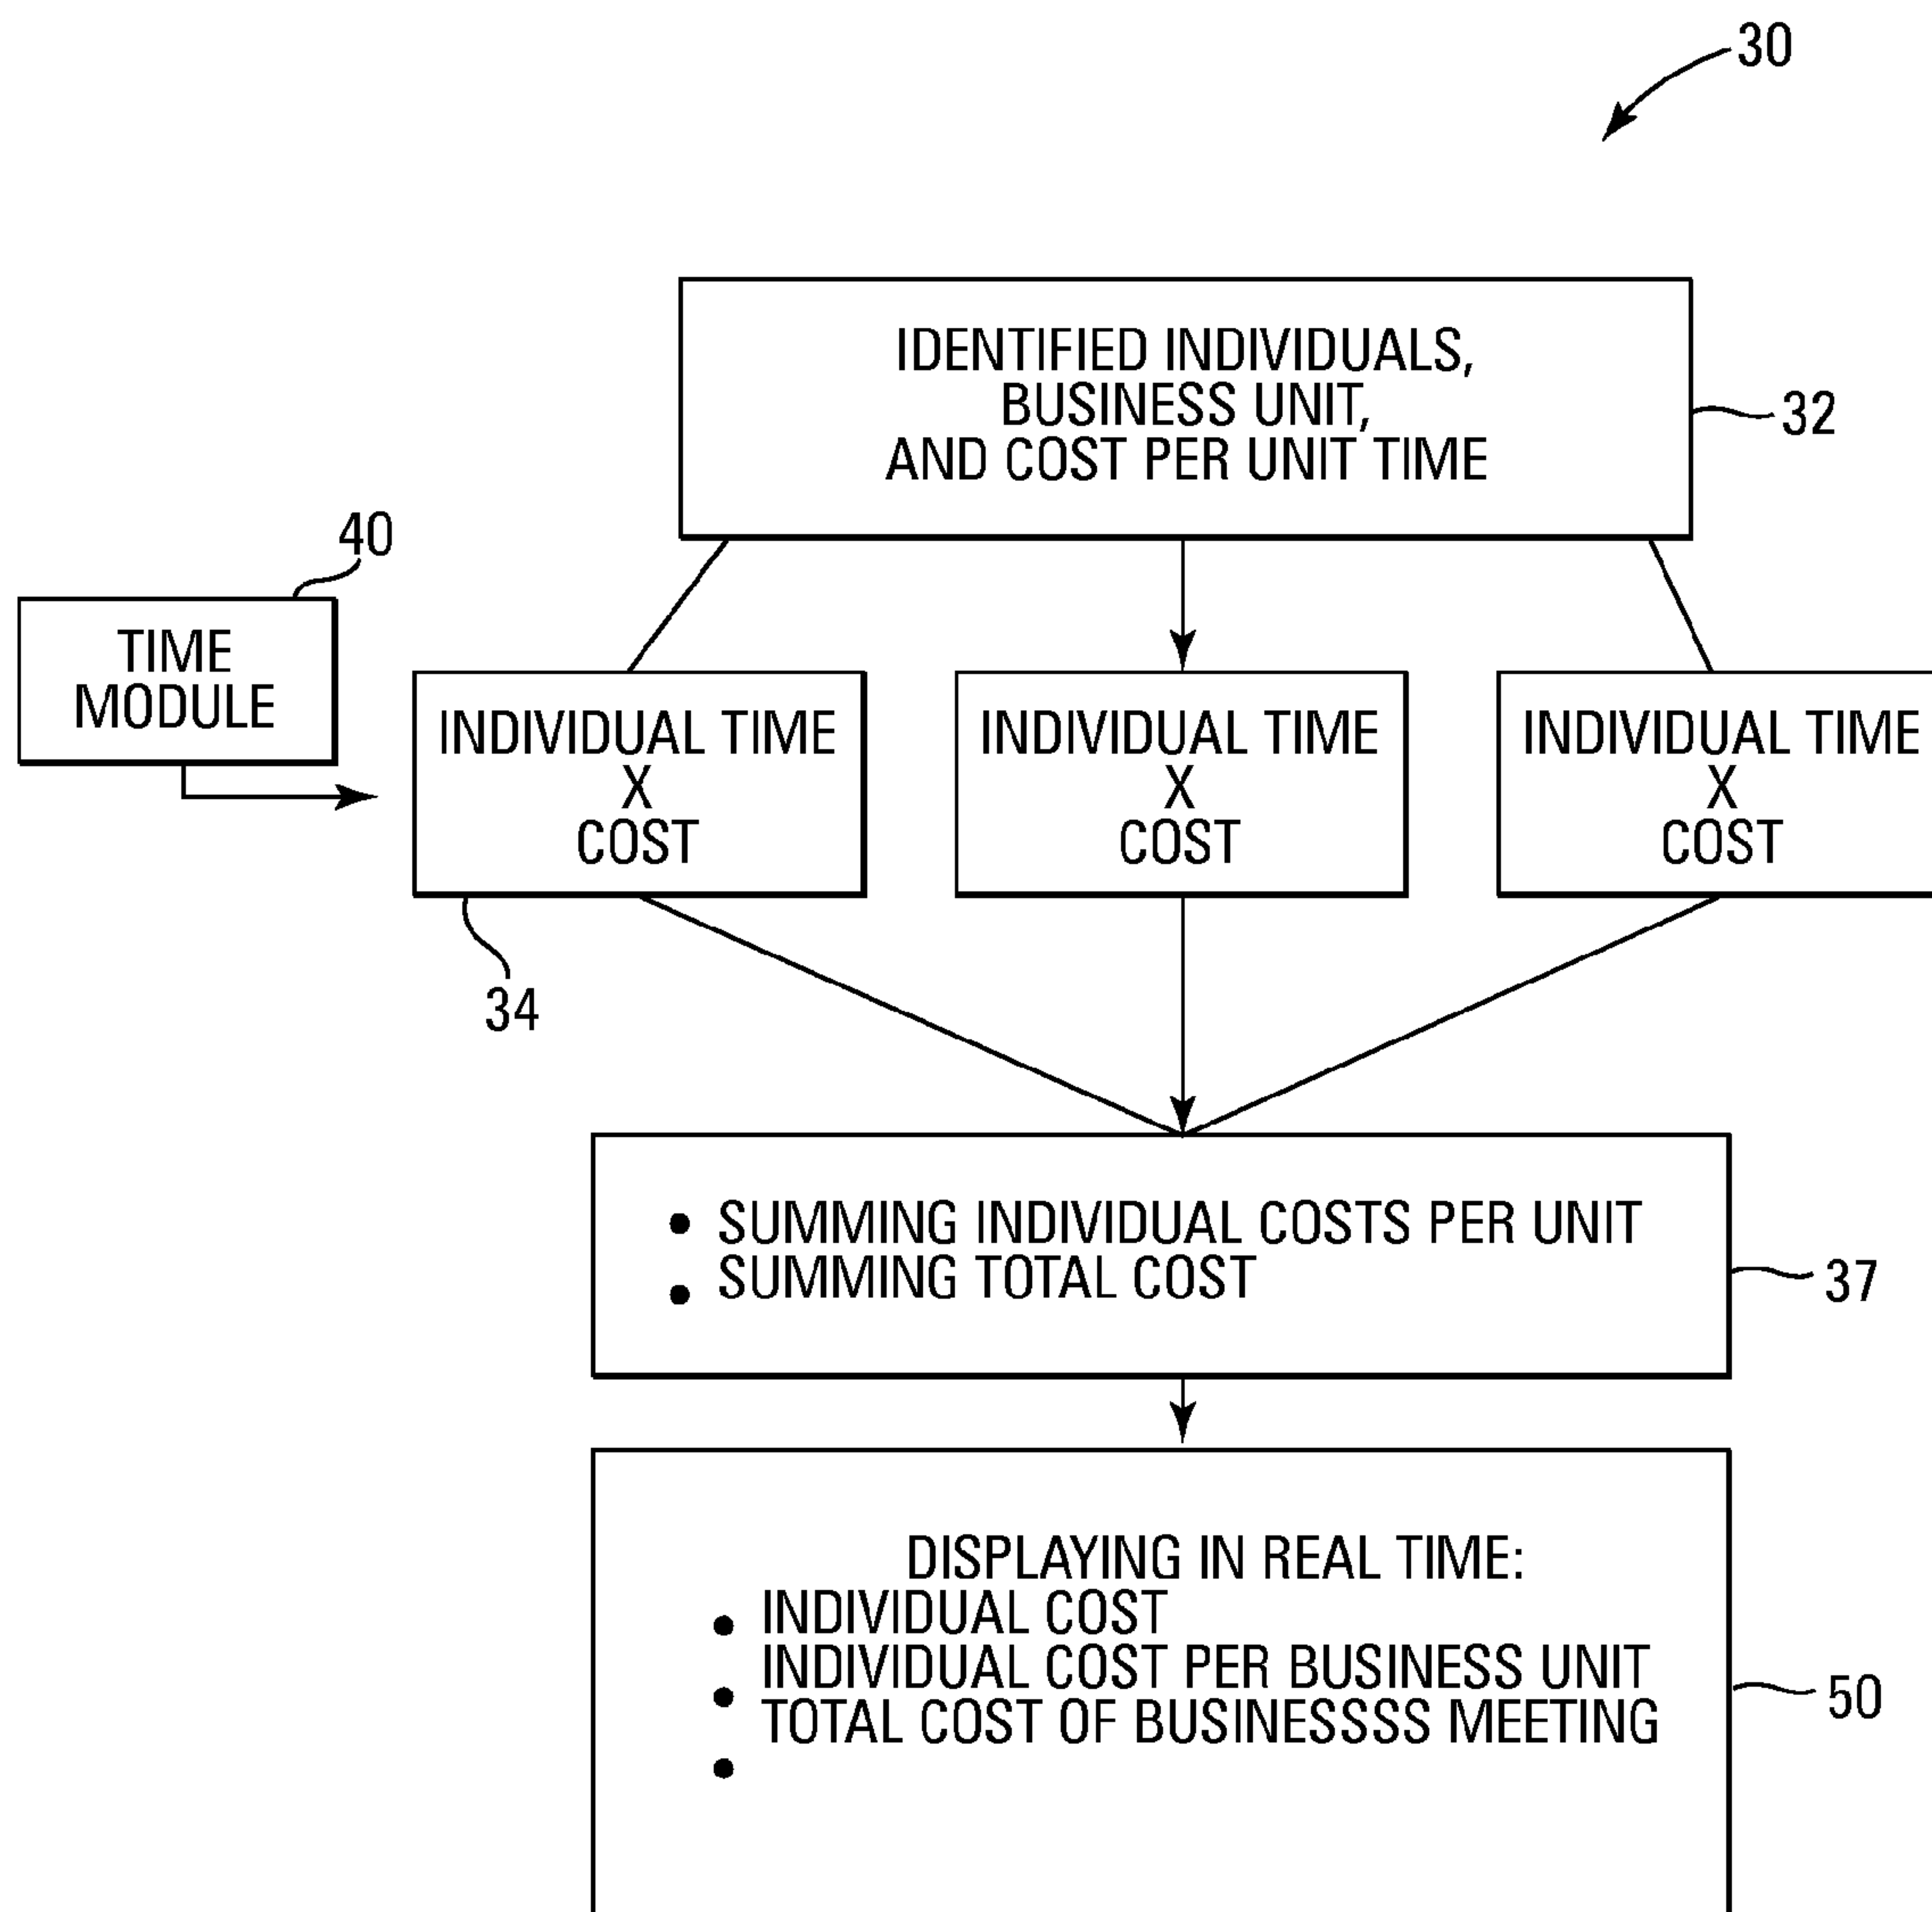 30
IDENTIFIED INDIVIDUALS,
BUSINESS UNIT,
AND COST PER UNIT TIME
32
40
TIME
MODULE
INDIVIDUAL TIME
X
COST
INDIVIDUAL TIME
X
COST
INDIVIDUAL TIME
X
COST
34
• SUMMING INDIVIDUAL COSTS PER UNIT
• SUMMING TOTAL COST
37
DISPLAYING IN REAL TIME:
• INDIVIDUAL COST
• INDIVIDUAL COST PER BUSINESS UNIT
• TOTAL COST OF BUSINESSSS MEETING
50